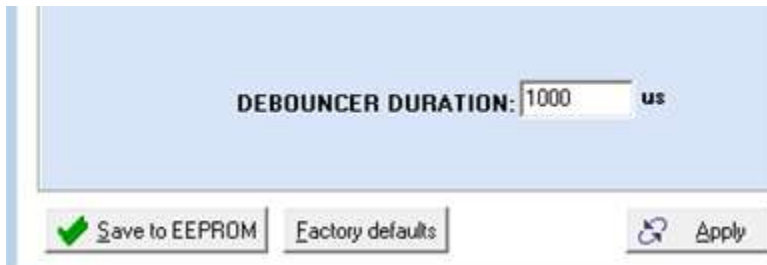 DEBOUNCER DURATION: 1000 us
Save to EEPROM Factory defaults Apply